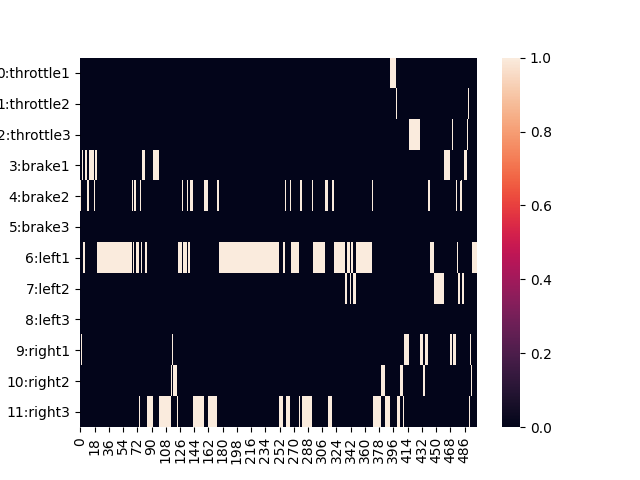 0:throttle1
1:throttle2
2:throttle3
3:brake1
4:brake2
5:brake3
6:left1
7:left2
8:left3
9:right1
10:right2
11:right3
0 18 36 54 72 90 108 126 144 162 180 198 216 234 252 270 288 306 324 342 360 378 396 414 432 450 468 486
1.0
0.8
0.6
0.4
0.2
0.0